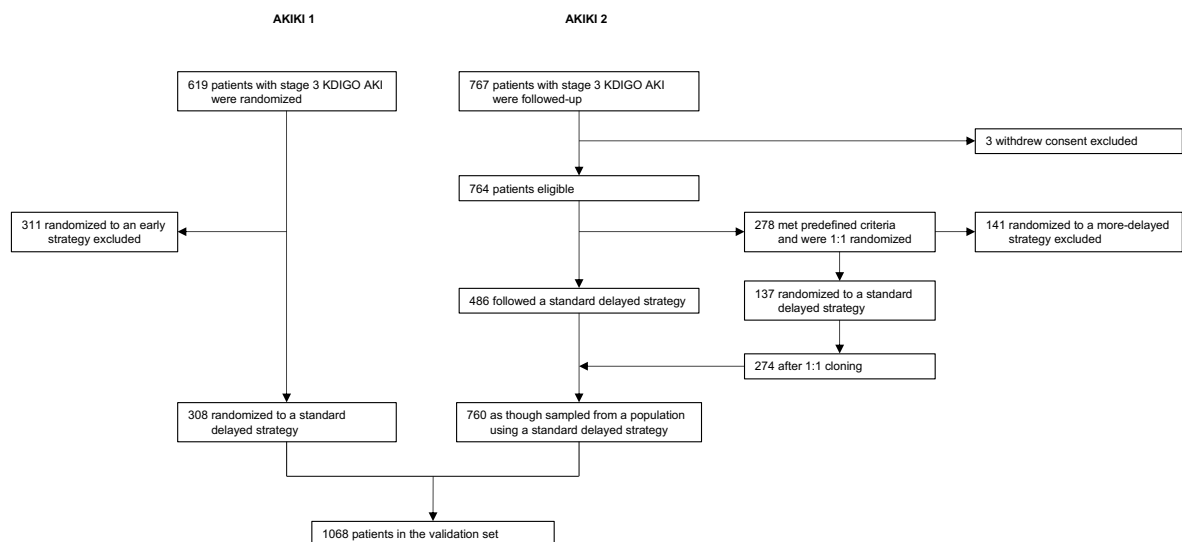 AKIKI 1
AKIKI 2
619 patients with stage 3 KDIGO AKI
were randomized
767 patients with stage 3 KDIGO AKI
were followed-up
3 withdrew consent excluded
764 patients eligible
311 randomized to an early
strategy excluded
278 met predefined criteria
and were 1:1 randomized
141 randomized to a more-delayed
strategy excluded
486 followed a standard delayed strategy
137 randomized to a standard
delayed strategy
274 after 1:1 cloning
308 randomized to a standard
delayed strategy
760 as though sampled from a population
using a standard delayed strategy
1068 patients in the validation set